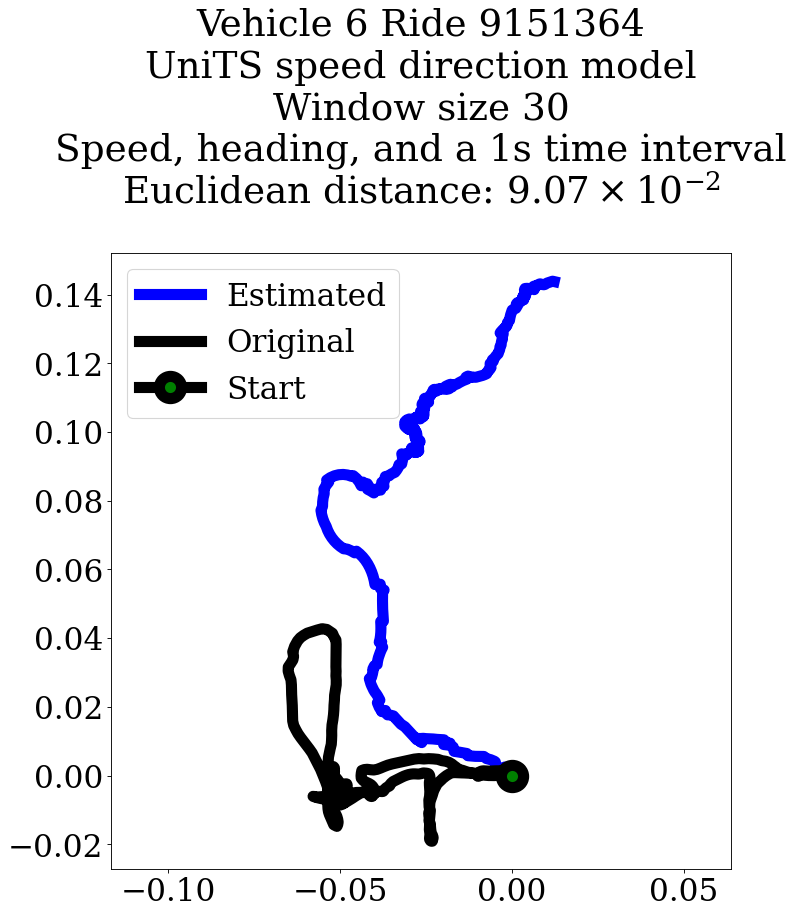 Vehicle 6 Ride 9151364
UniTS speed direction model
Window size 30
Speed, heading, and a 1s time interval
Euclidean distance: 9.07 × 10⁻²
Estimated
Original
Start
0.14
0.12
0.10
0.08
0.06
0.04
0.02
0.00
−0.02
−0.10
−0.05
0.00
0.05